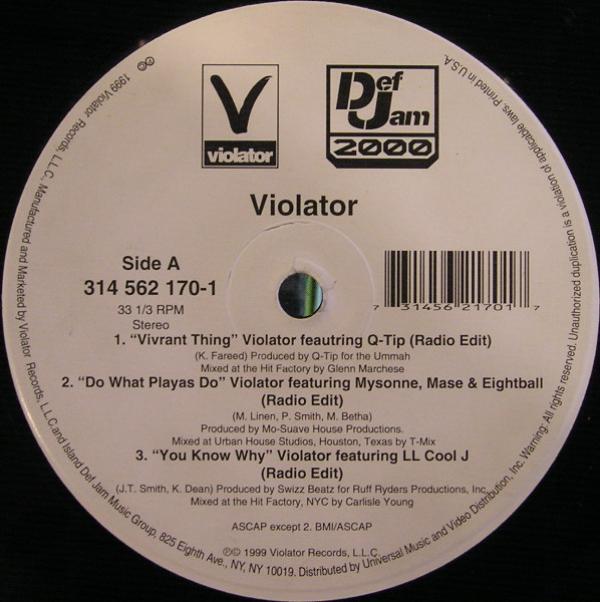 V
violator
Def
Jam
2000
Violator
Side A
314 562 170-1
33 1/3 RPM
Stereo
7 31456 21701 7
1. “Vivrant Thing” Violator feautring Q-Tip (Radio Edit)
(K. Fareed) Produced by Q-Tip for the Ummah
Mixed at the Hit Factory by Glenn Marchese
2. “Do What Playas Do” Violator featuring Mysonne, Mase & Eightball
(Radio Edit)
(M. Linen, P. Smith, M. Betha)
Produced by Mo-Suave House Productions.
Mixed at Urban House Studios, Houston, Texas by T-Mix
3. “You Know Why” Violator featuring LL Cool J
(Radio Edit)
(J.T. Smith, K. Dean) Produced by Swizz Beatz for Ruff Ryders Productions, Inc.
Mixed at the Hit Factory, NYC by Carlisle Young
ASCAP except 2. BMI/ASCAP
℗© 1999 Violator Records, L.L.C.
℗© 1999 Violator Records, L.L.C., Manufactured and Marketed by Violator Records, L.L.C. and Island Def Jam Music Group, 825 Eighth Ave., NY, NY 10019. Distributed by Universal Music and Video Distribution, Inc. Warning: All rights reserved. Unauthorized duplication is a violation of applicable laws. Printed in U.S.A.